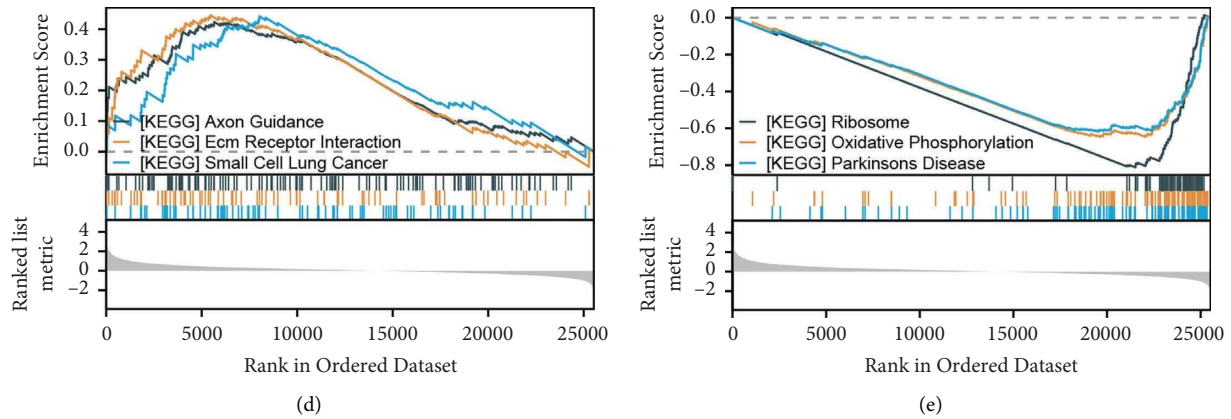 Enrichment Score
0.4
0.3
0.2
0.1
0.0
[KEGG] Axon Guidance
[KEGG] Ecm Receptor Interaction
[KEGG] Small Cell Lung Cancer
Ranked list
metric
4
2
0
−2
0
5000
10000
15000
20000
25000
Rank in Ordered Dataset
(d)
Enrichment Score
0.0
−0.2
−0.4
−0.6
−0.8
[KEGG] Ribosome
[KEGG] Oxidative Phosphorylation
[KEGG] Parkinsons Disease
Ranked list
metric
4
2
0
−2
0
5000
10000
15000
20000
25000
Rank in Ordered Dataset
(e)